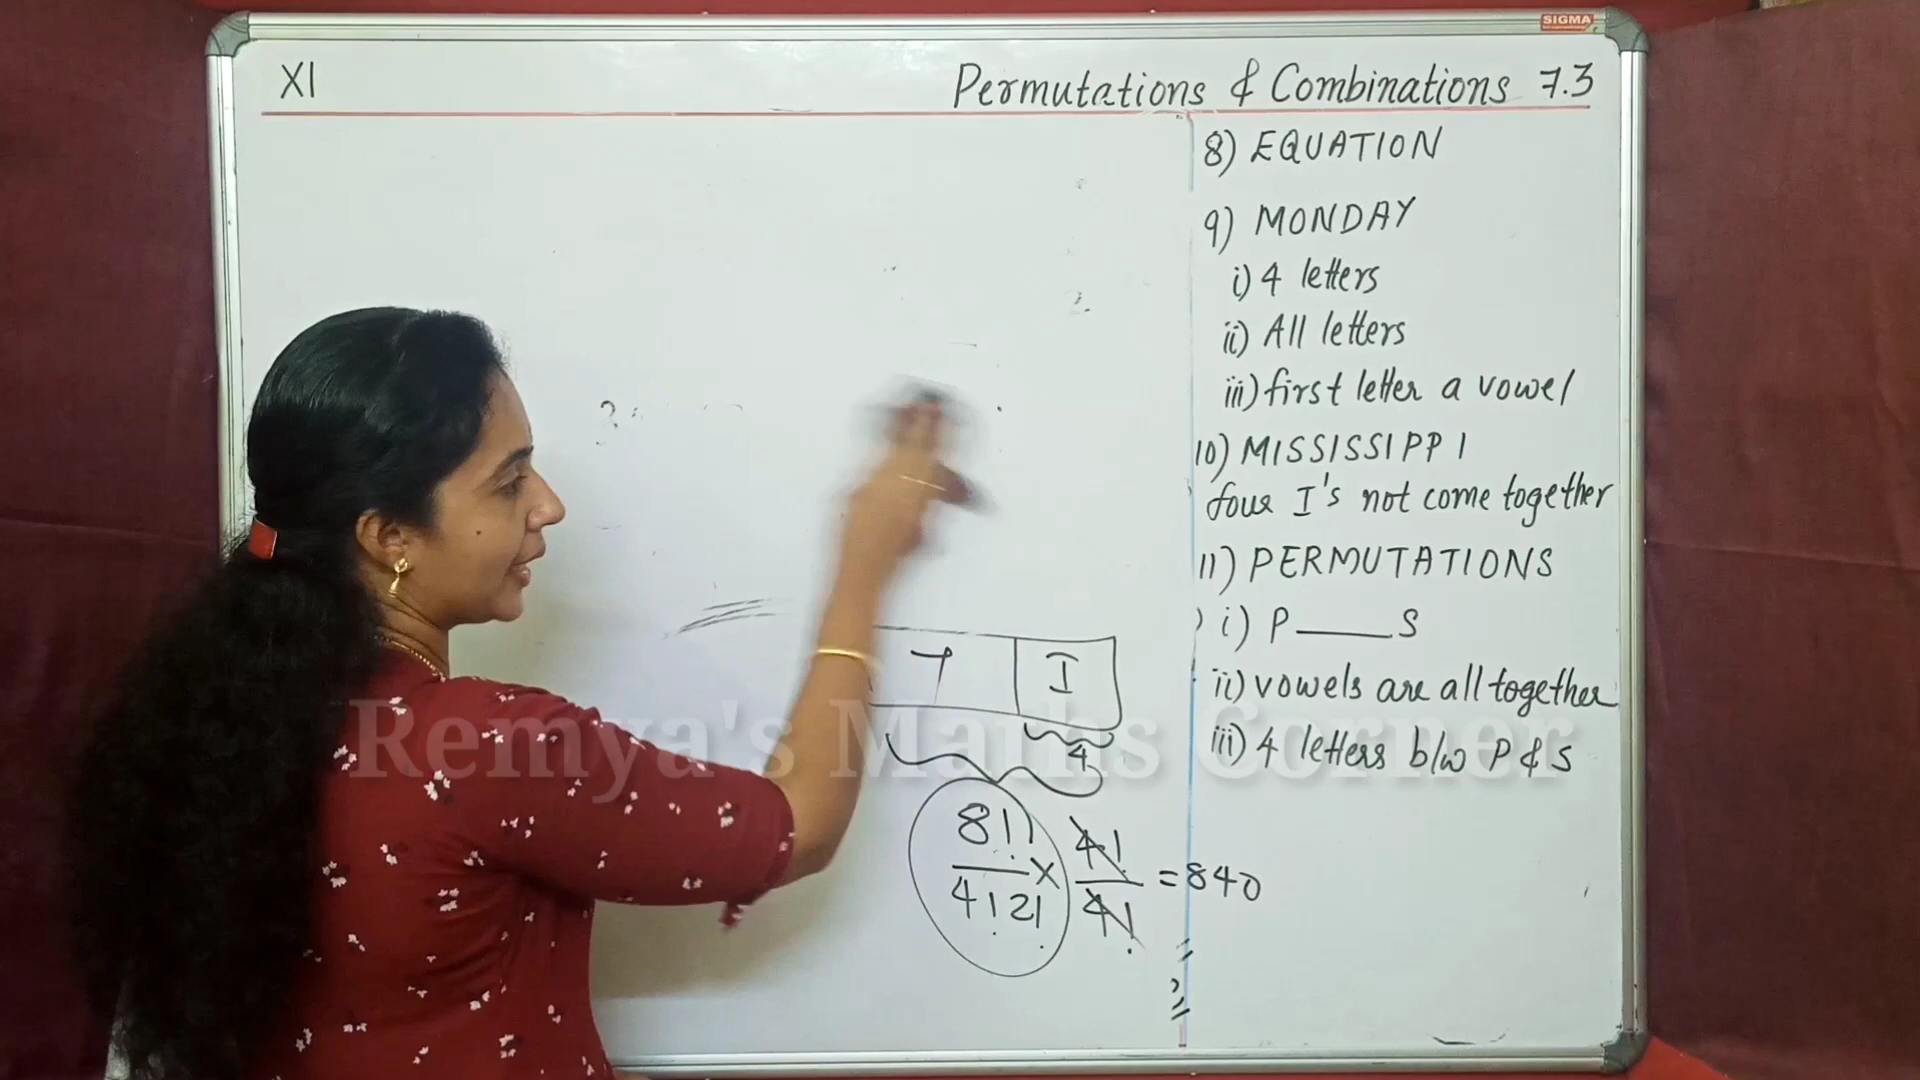 SIGMA
XI
Permutations & Combinations 7.3
8) EQUATION
9) MONDAY
i) 4 letters
ii) All letters
iii) first letter a vowel
10) MISSISSIPPI
four I's not come together
11) PERMUTATIONS
i) P ____ S
ii) vowels are all together
iii) 4 letters b/w P & S
7 I
4
8! / 4! 2! × 4! / 4! = 840
Remya's Maths Corner